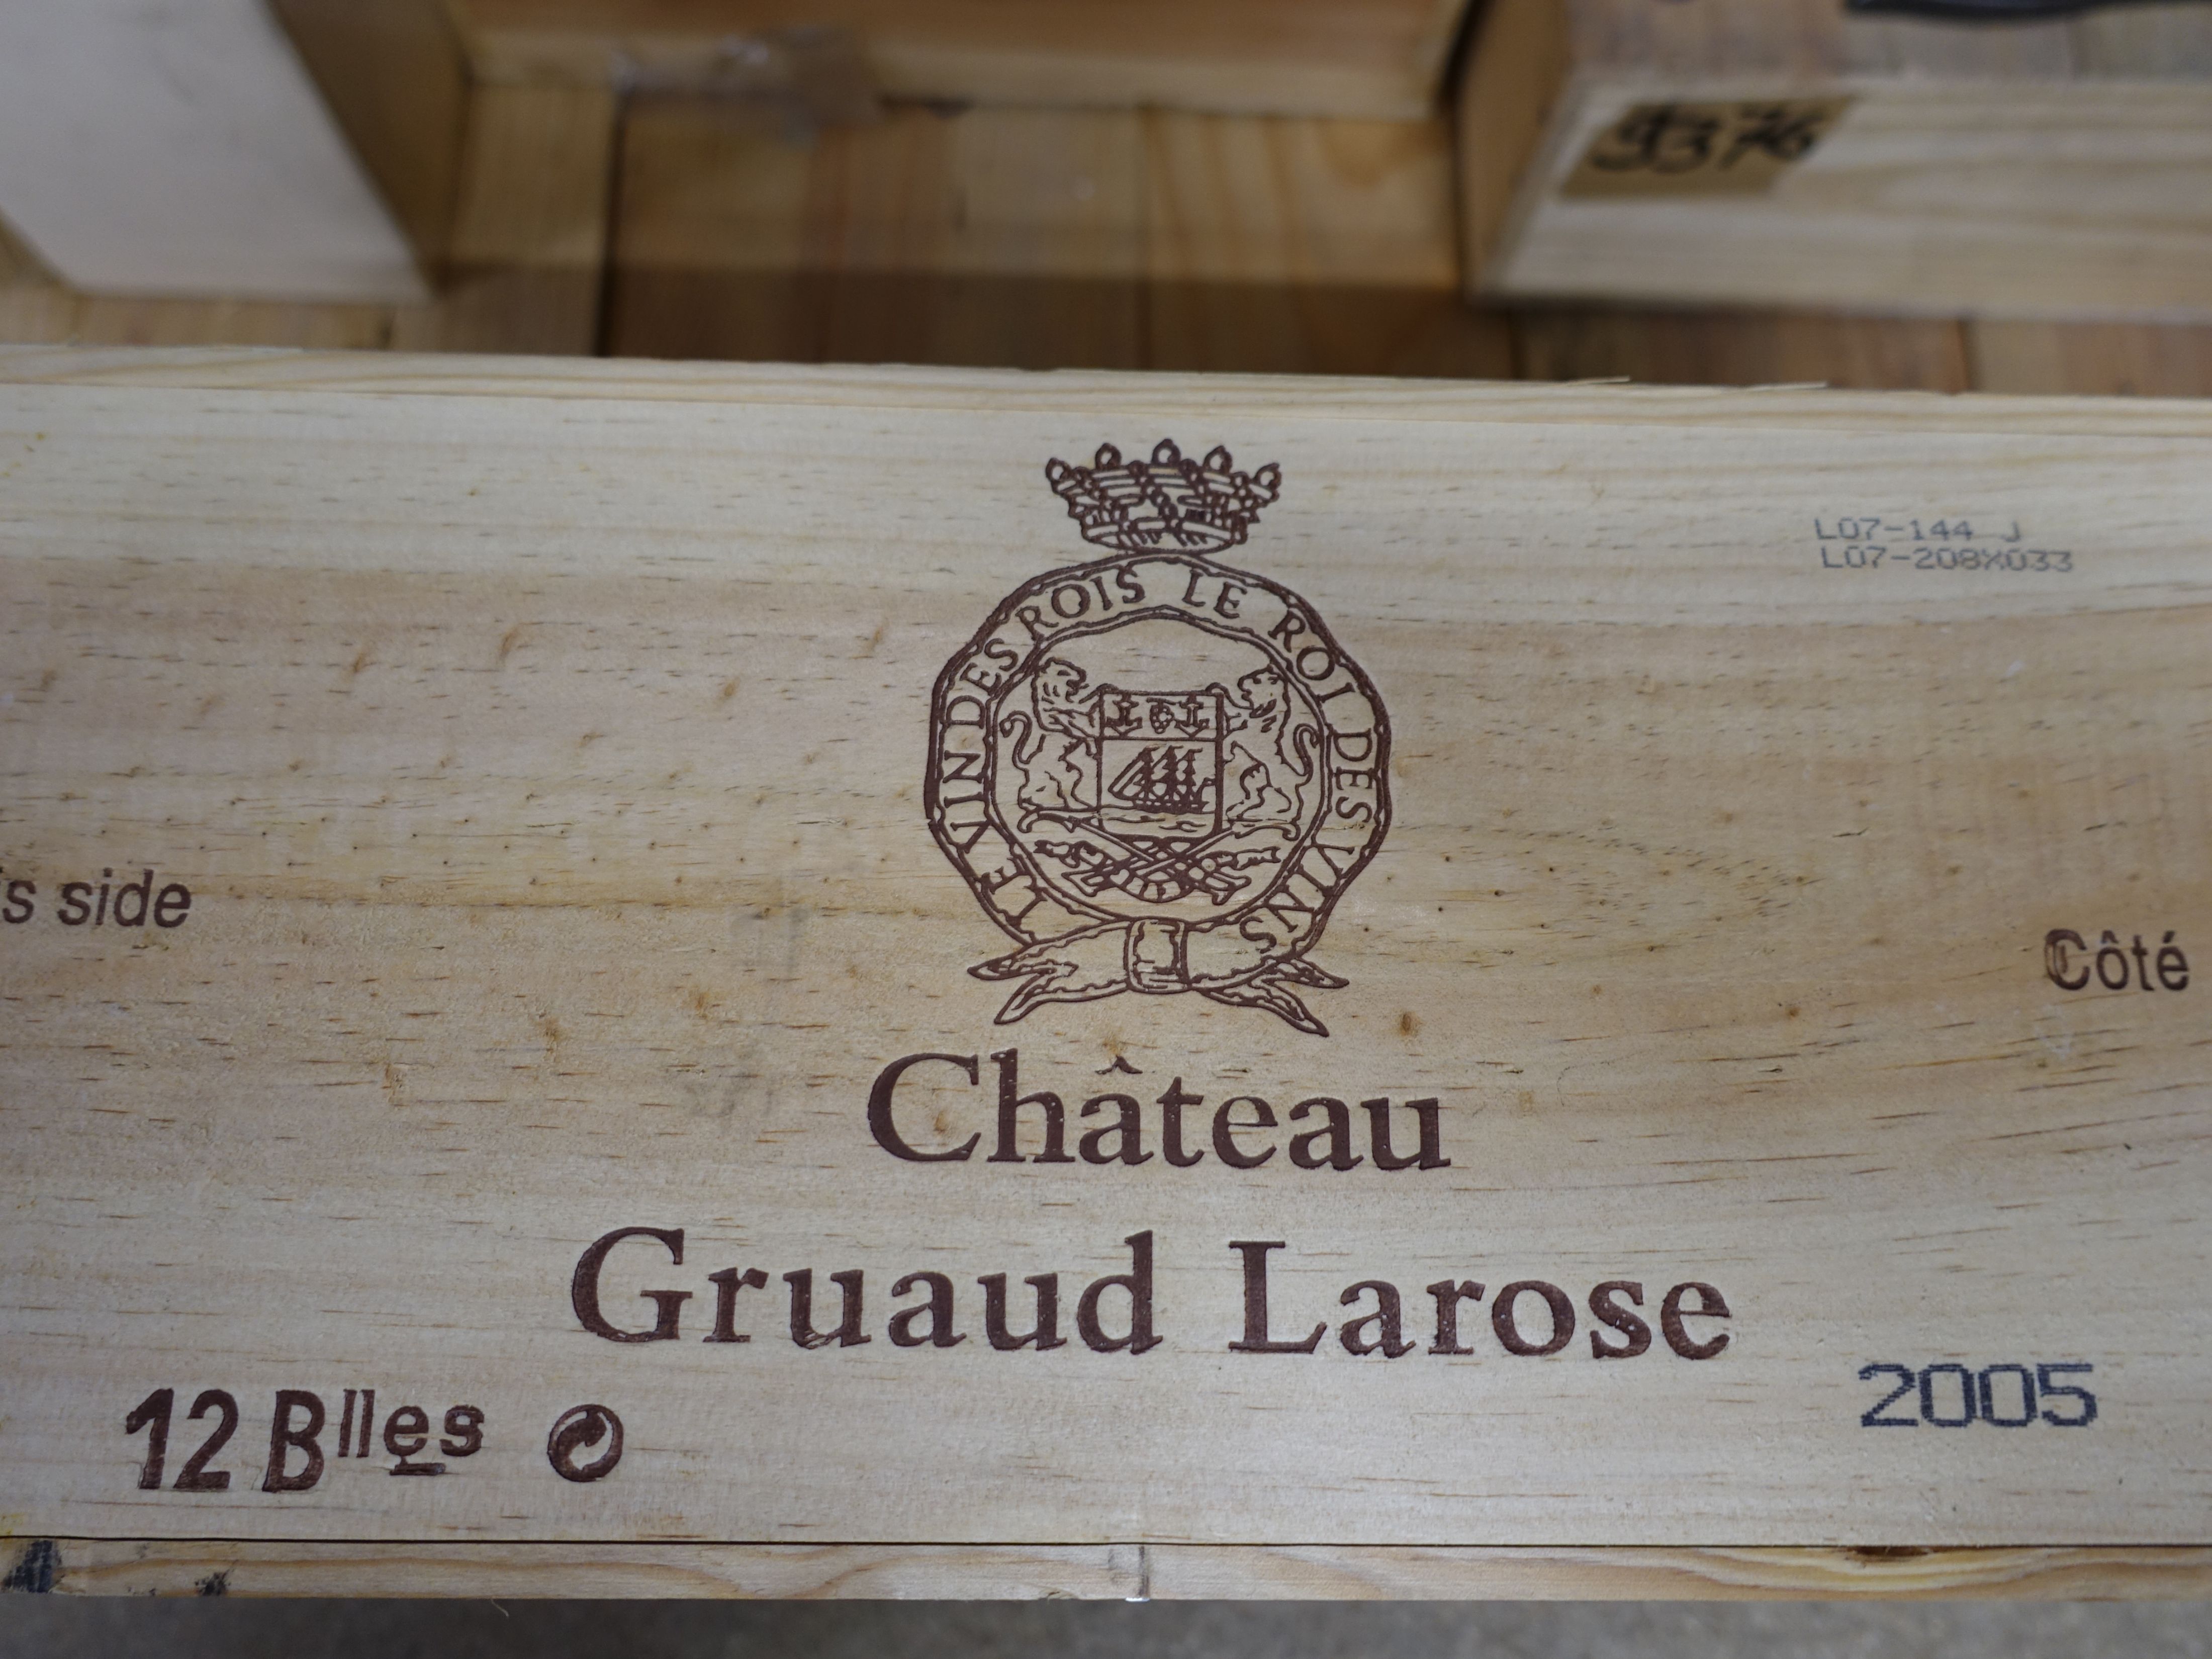 9376
L07-144 J
L07-208X033
LE VIN DES ROIS LE ROI DES VINS
s side
Côté
Château
Gruaud Larose
2005
12 Blles